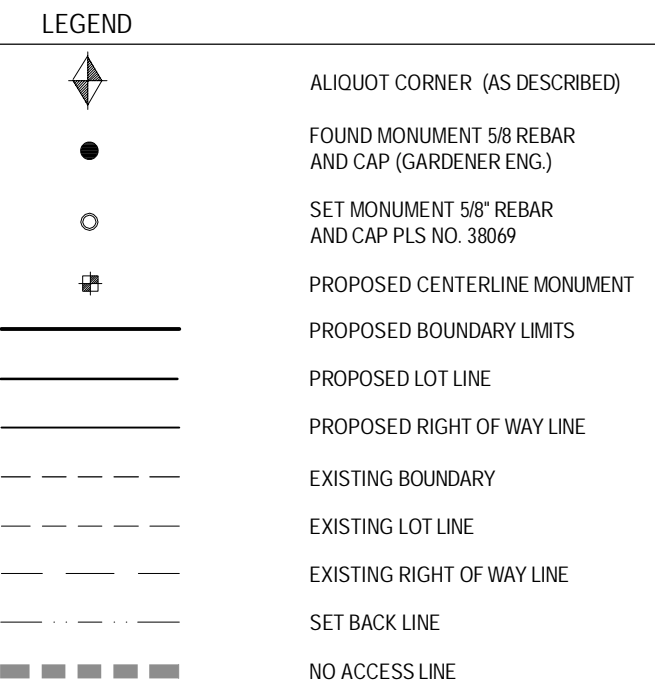 LEGEND
ALIQUOT CORNER (AS DESCRIBED)
FOUND MONUMENT 5/8 REBAR
AND CAP (GARDENER ENG.)
SET MONUMENT 5/8" REBAR
AND CAP PLS NO. 38069
PROPOSED CENTERLINE MONUMENT
PROPOSED BOUNDARY LIMITS
PROPOSED LOT LINE
PROPOSED RIGHT OF WAY LINE
EXISTING BOUNDARY
EXISTING LOT LINE
EXISTING RIGHT OF WAY LINE
SET BACK LINE
NO ACCESS LINE